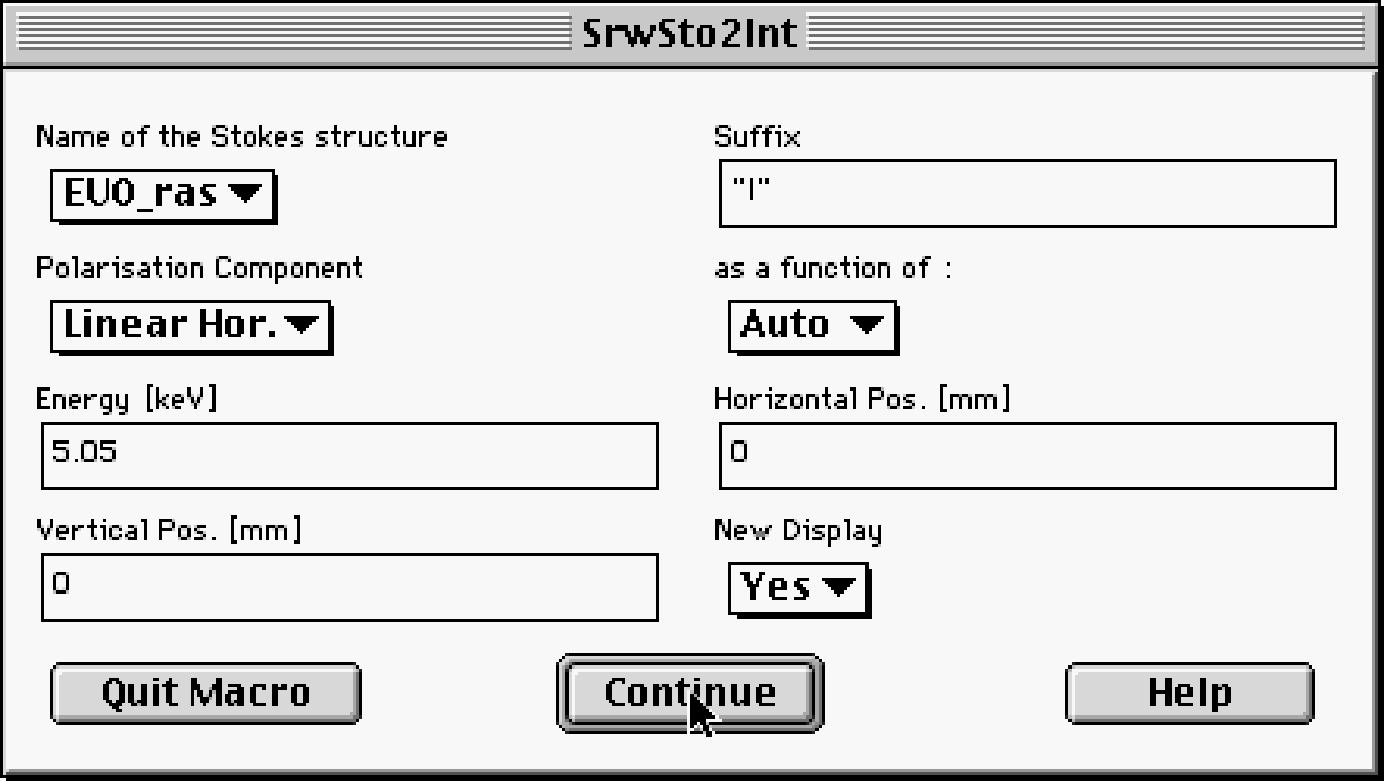 SrwSto2Int
Name of the Stokes structure
Suffix
EU0_ras
"I"
Polarisation Component
as a function of :
Linear Hor.
Auto
Energy [keV]
Horizontal Pos. [mm]
5.05
0
Vertical Pos. [mm]
New Display
0
Yes
Quit Macro
Continue
Help